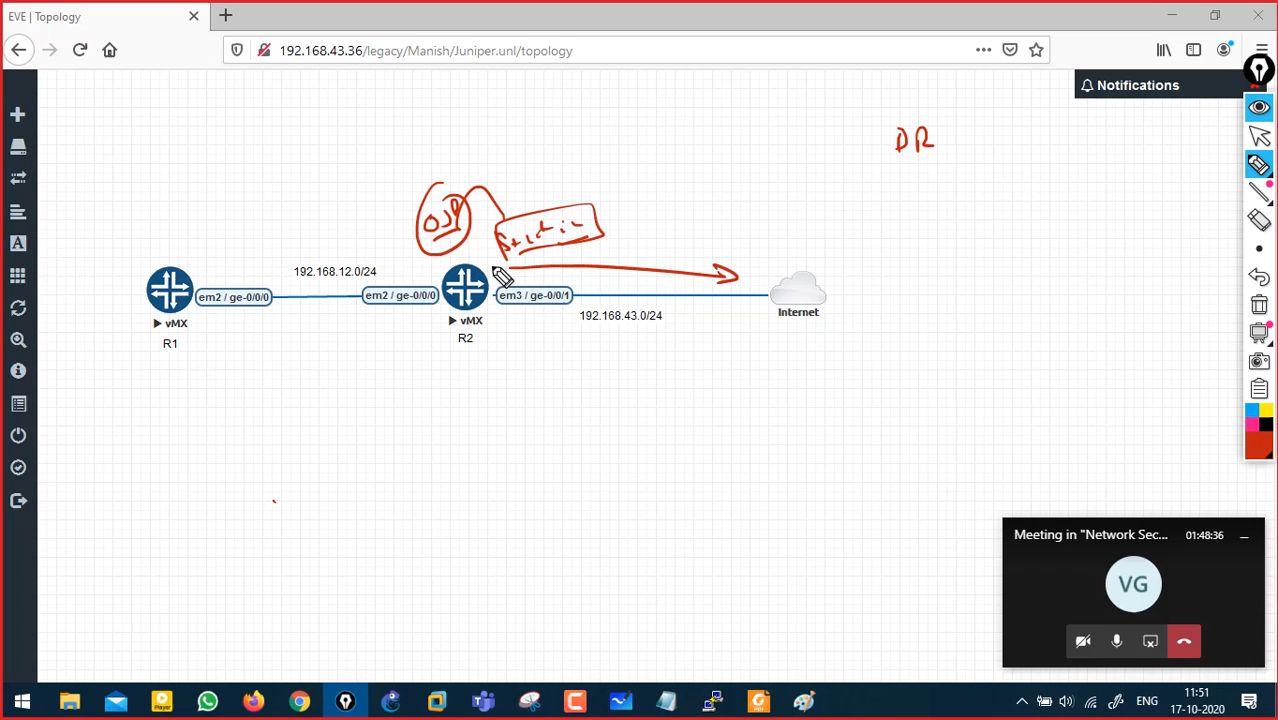 EVE | Topology
192.168.43.36/legacy/Manish/Juniper.unl/topology
Notifications
DR
OSP
Static
192.168.12.0/24
em2 / ge-0/0/0
em2 / ge-0/0/0
em3 / ge-0/0/1
192.168.43.0/24
Internet
vMX
R1
vMX
R2
Meeting in "Network Sec...
01:48:36
VG
Player
PDF
ENG
11:51
17-10-2020